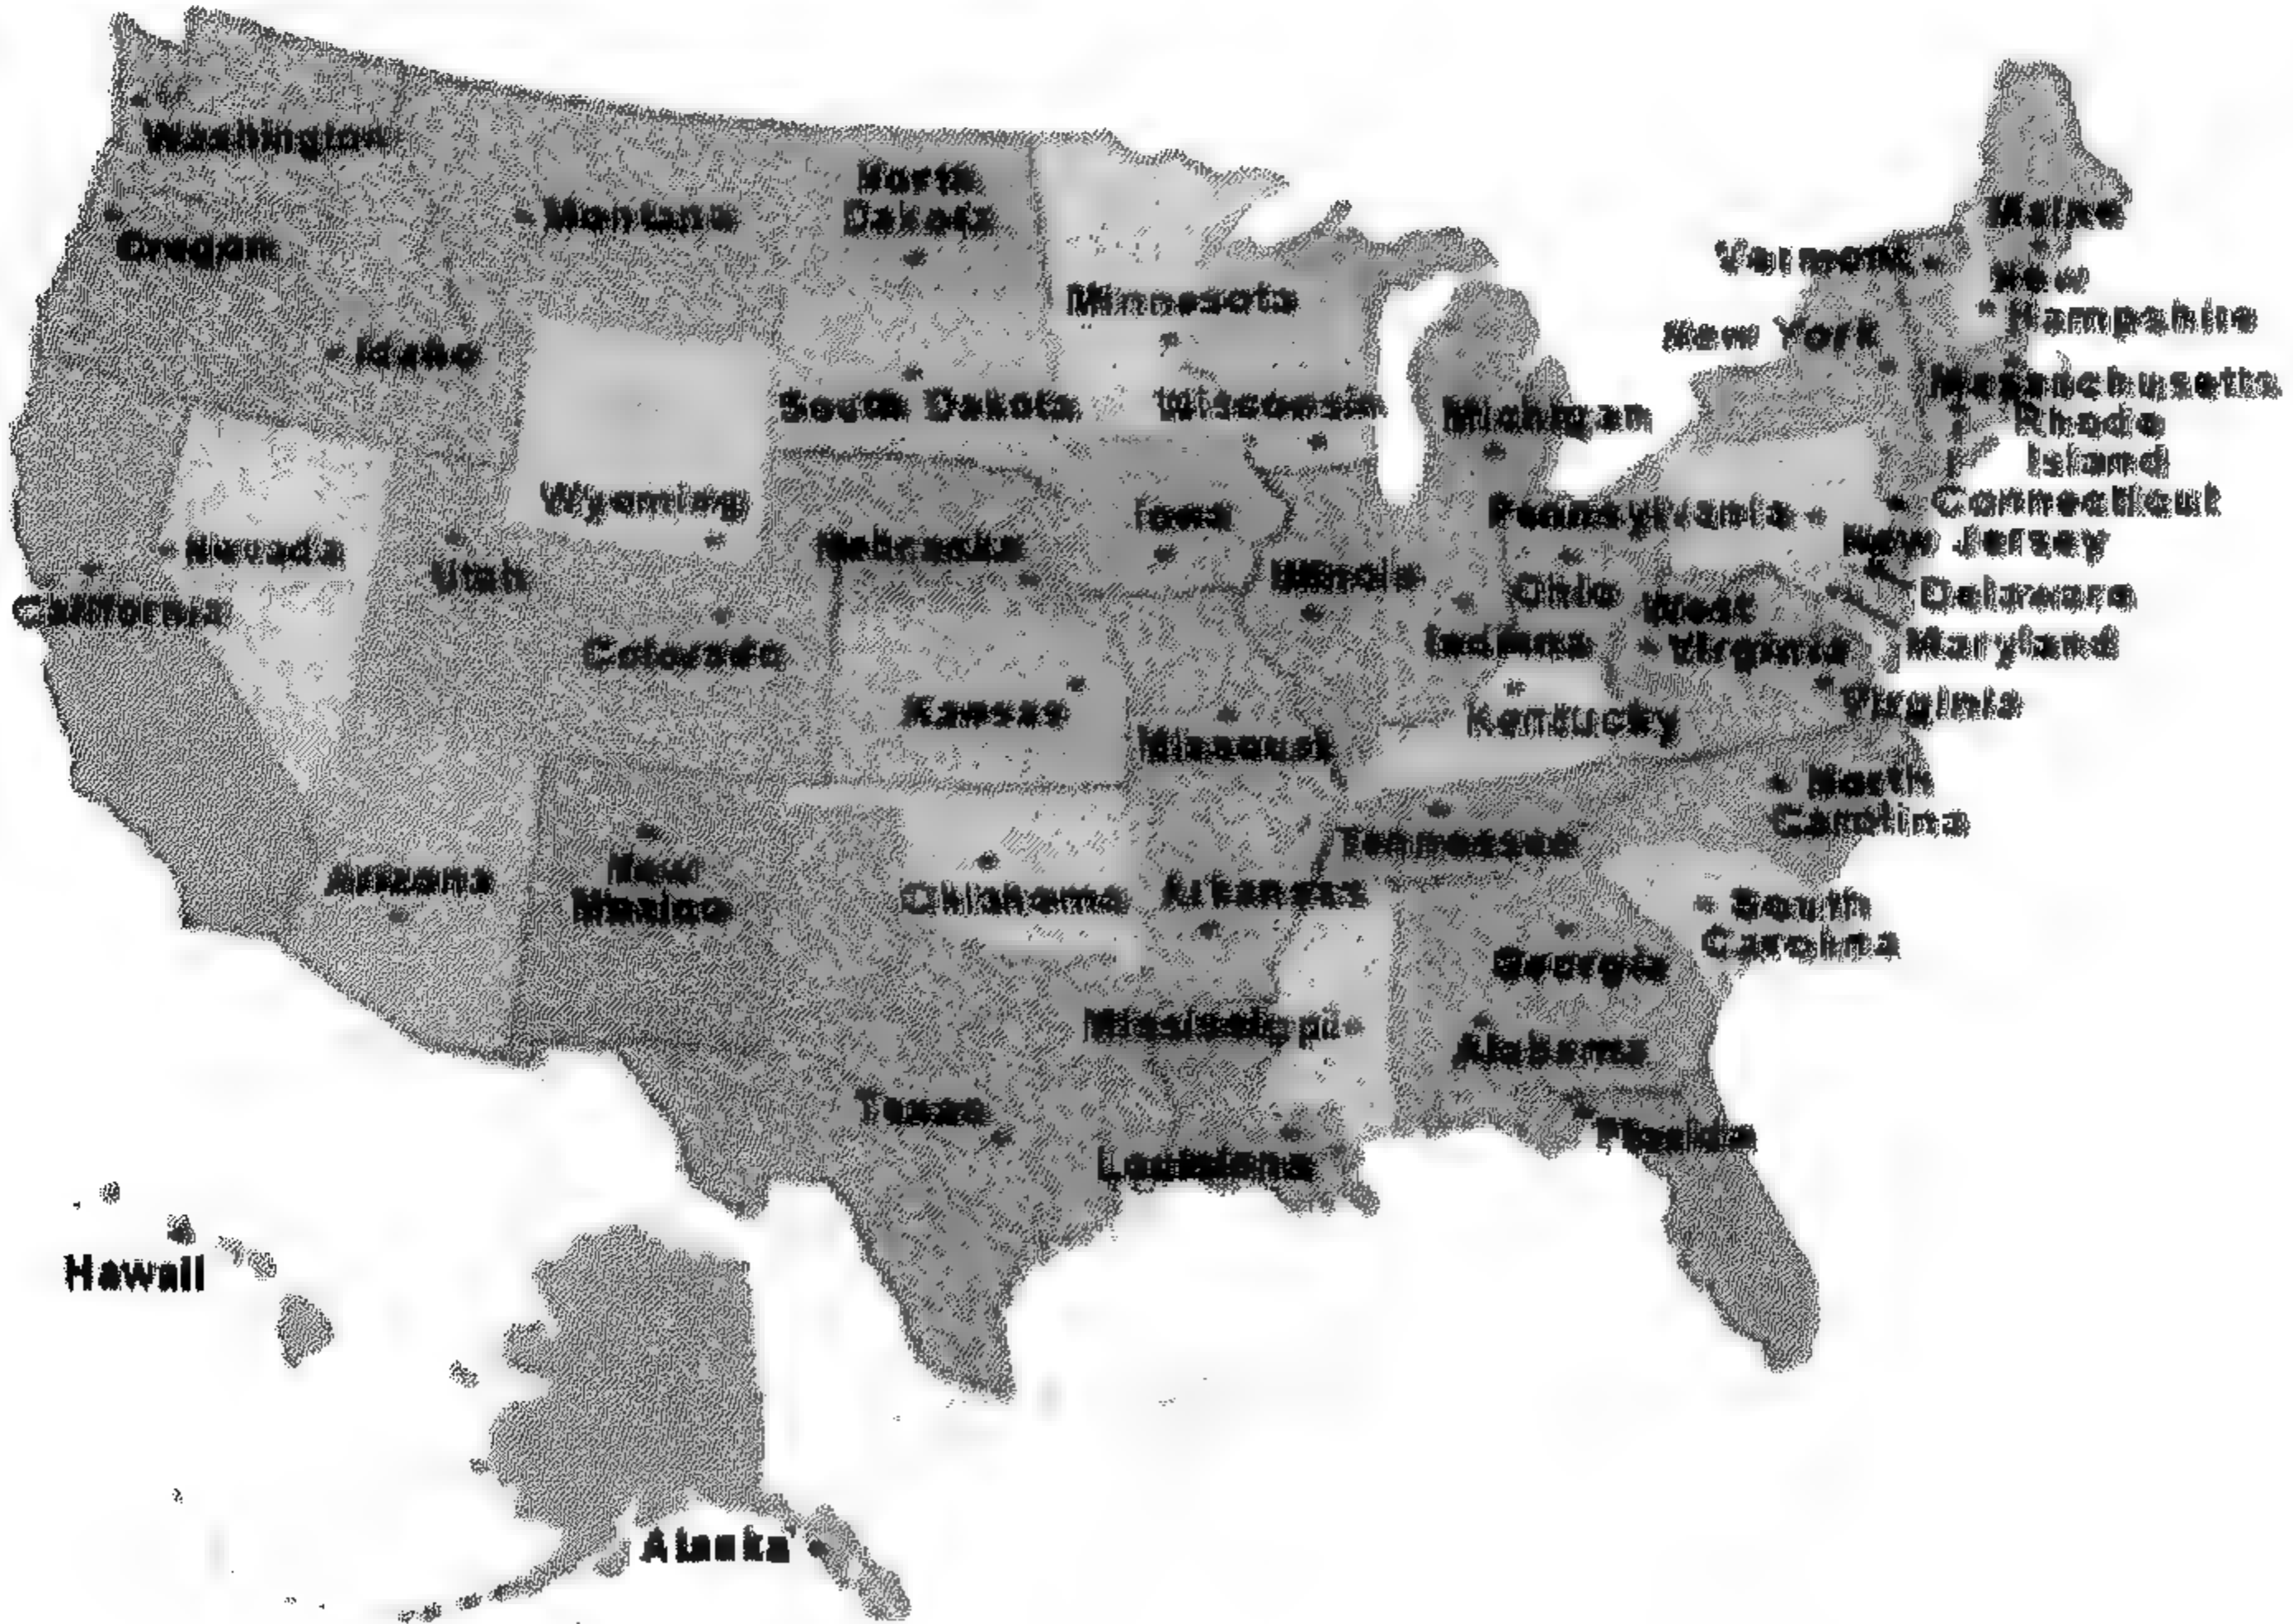 Washington
North
Dakota
Montana
Oregon
Maine
Vermont
New
Hampshire
Minnesota
New York
Idaho
Massachusetts
South Dakota
Wisconsin
Michigan
Rhode
Island
Wyoming
Connecticut
Iowa
Pennsylvania
Nevada
Nebraska
New Jersey
Utah
Illinois
Ohio
Delaware
California
West
Virginia
Colorado
Indiana
Maryland
Kansas
Kentucky
Virginia
Missouri
North
Carolina
Tennessee
Arizona
New
Mexico
Oklahoma
Arkansas
South
Carolina
Georgia
Mississippi
Alabama
Texas
Florida
Louisiana
Hawaii
Alaska